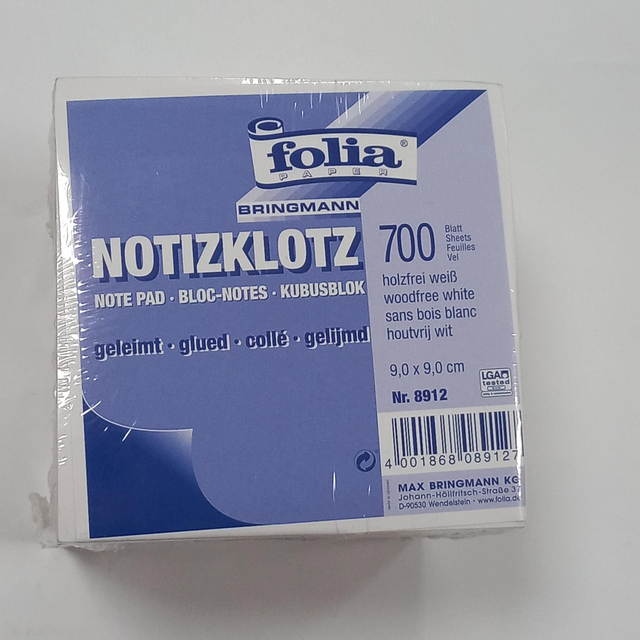 folia®
PAPER
BRINGMANN
NOTIZKLOTZ
NOTE PAD · BLOC-NOTES · KUBUSBLOK
geleimt · glued · collé · gelijmd
700
Blatt
Sheets
Feuilles
Vel
holzfrei weiß
woodfree white
sans bois blanc
houtvrij wit
9,0 x 9,0 cm
LGA
tested
Nr. 8912
4 001868 089127
MAX BRINGMANN KG
Johann-Höllfritsch-Straße 37
D-90530 Wendelstein · www.folia.de